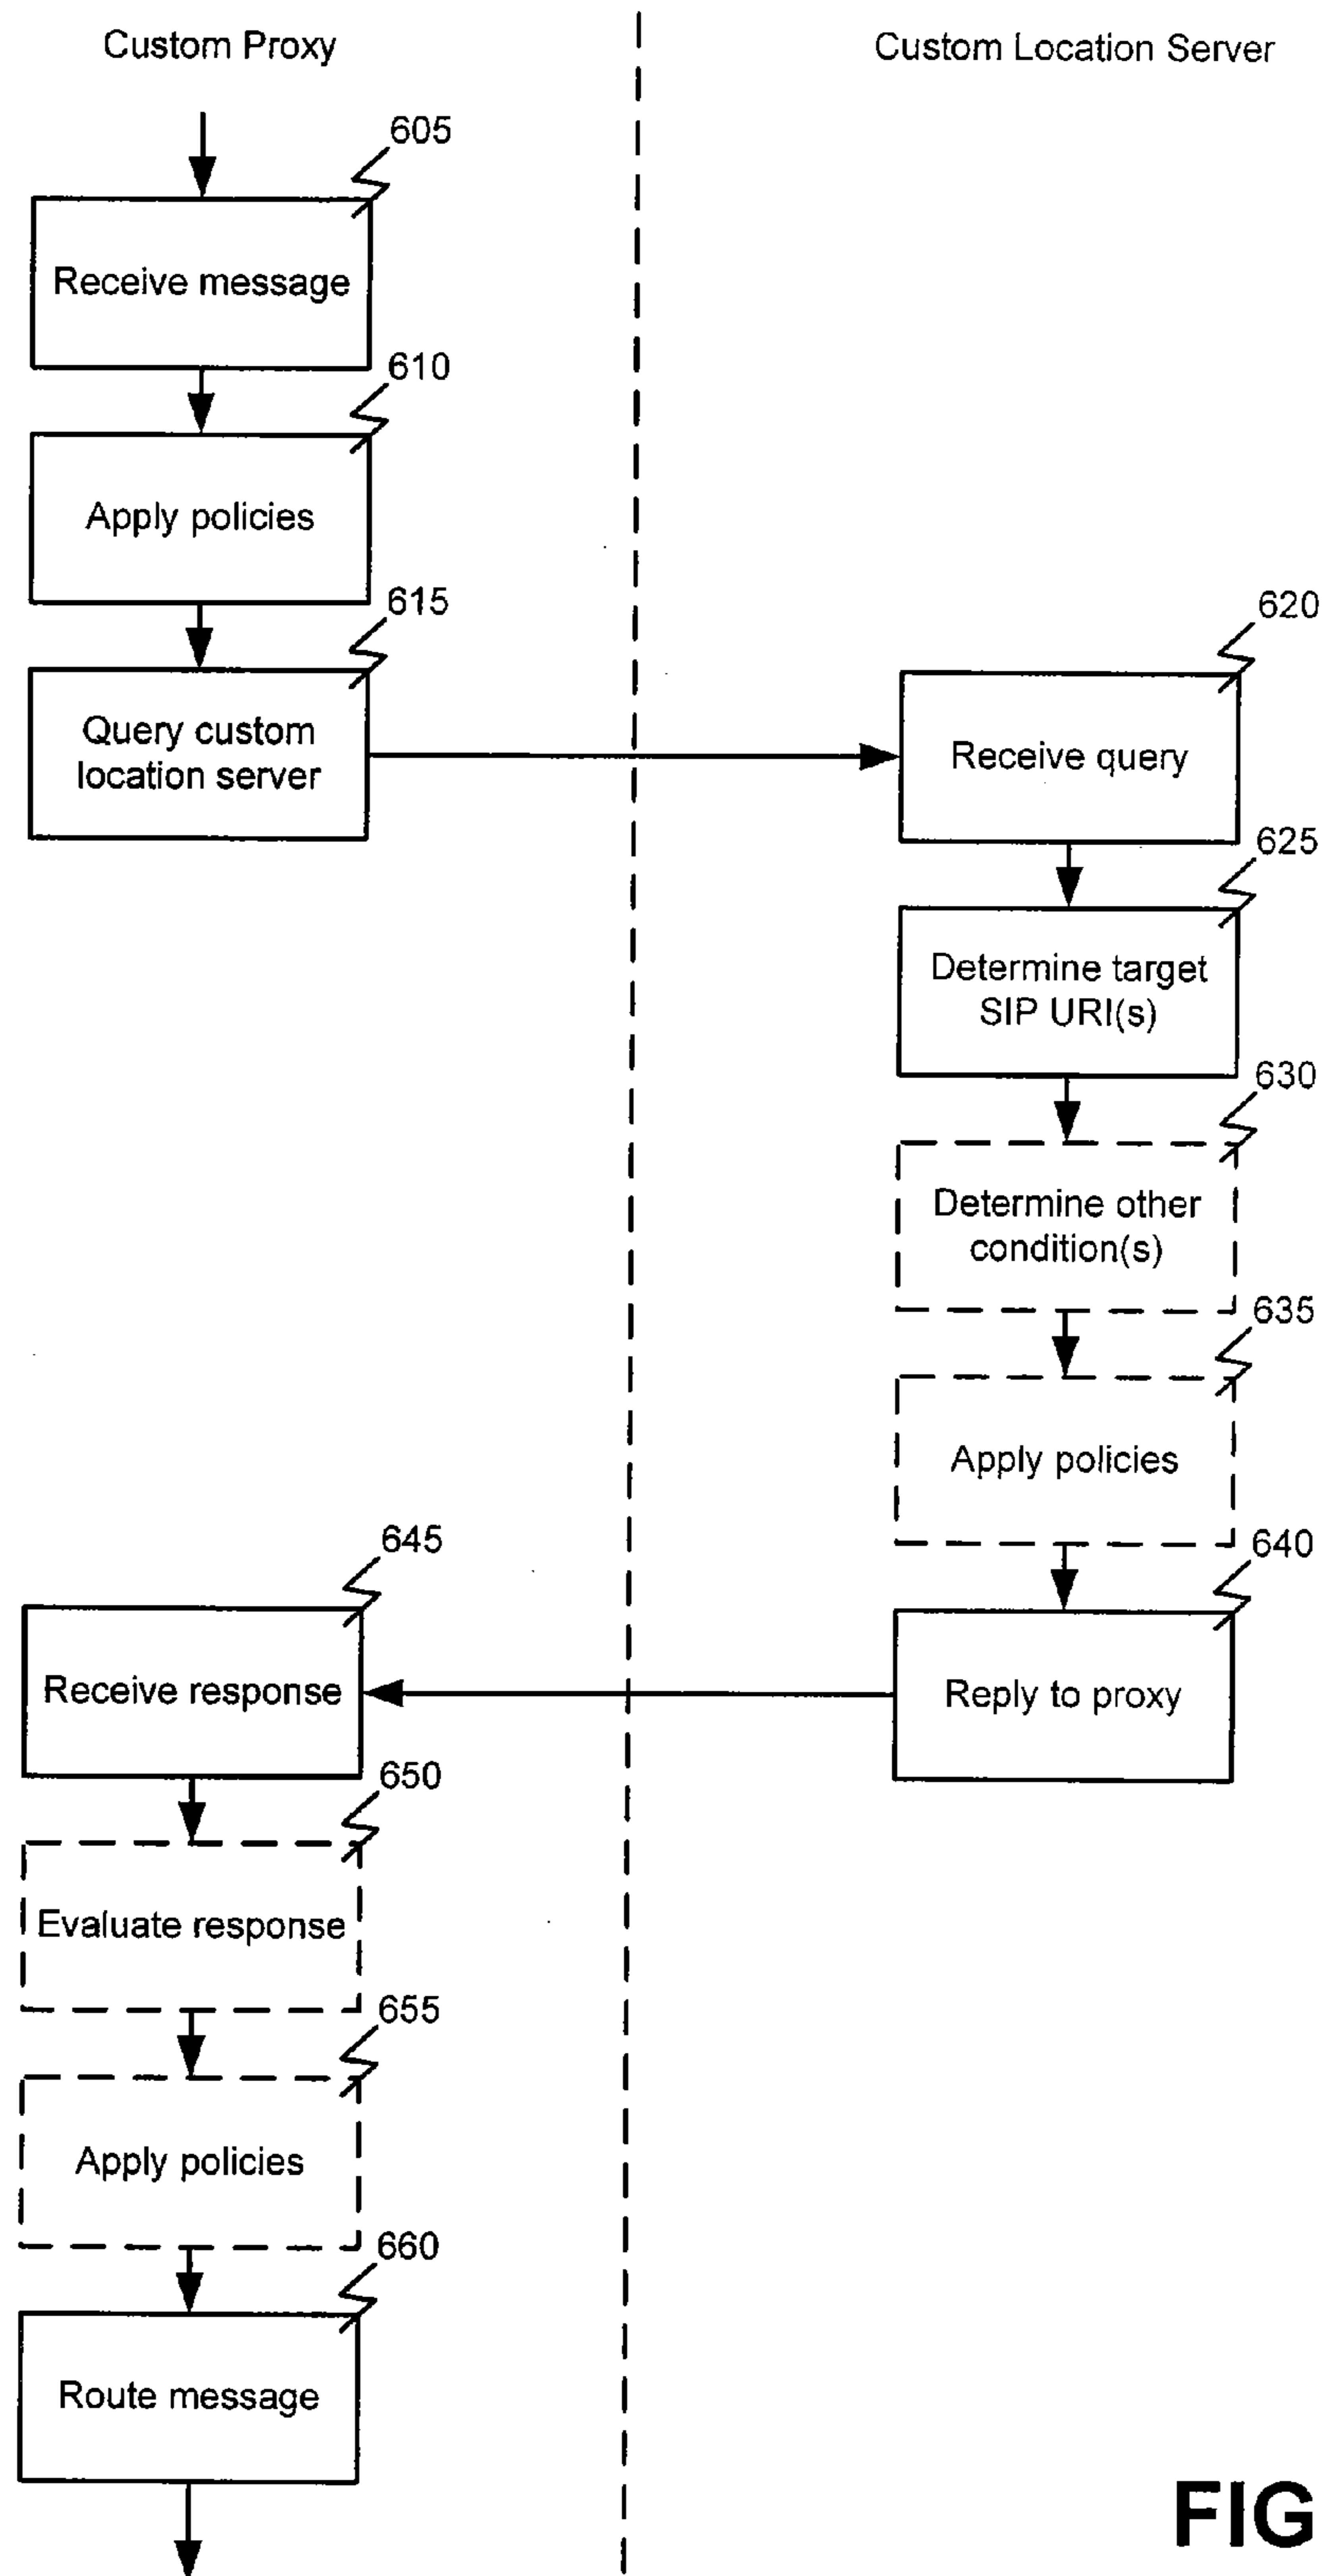 Custom Proxy
Custom Location Server
605
Receive message
610
Apply policies
615
Query custom
location server
620
Receive query
625
Determine target
SIP URI(s)
630
Determine other
condition(s)
635
Apply policies
640
Reply to proxy
645
Receive response
650
Evaluate response
655
Apply policies
660
Route message
FIG